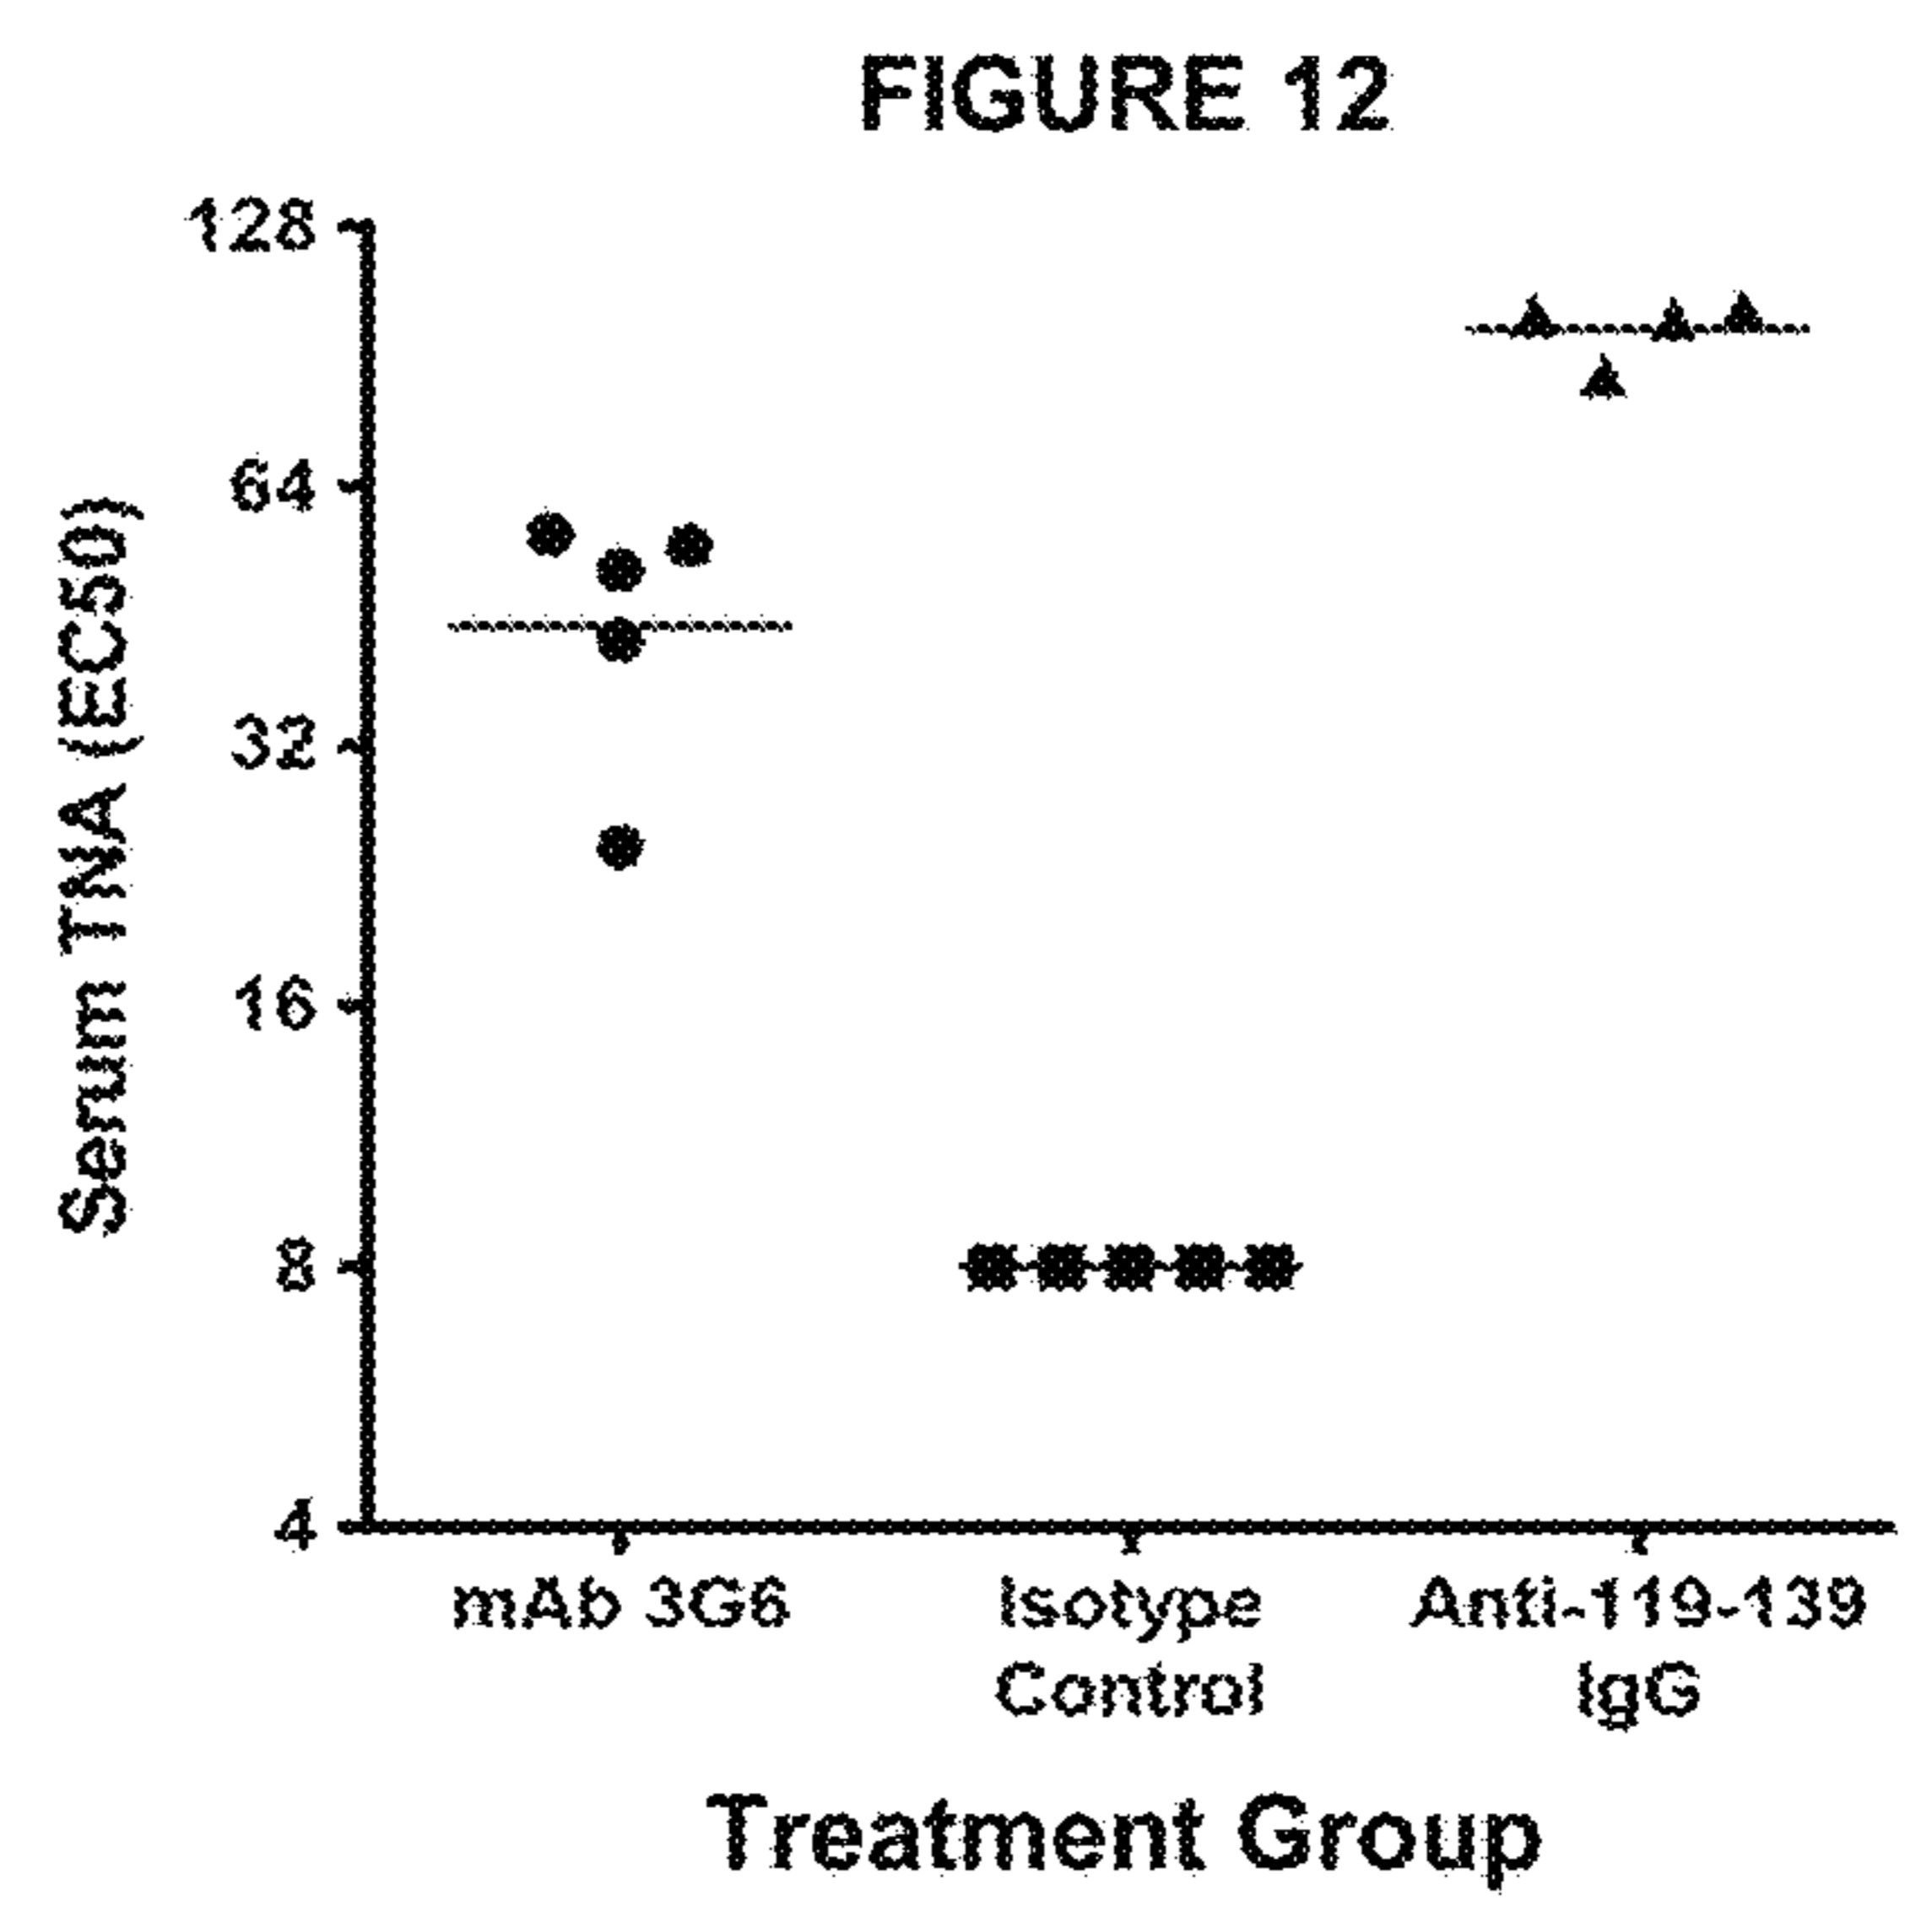 FIGURE 12
128
64
32
16
8
4
Serum TNA (EC50)
mAb 3G6
Isotype
Control
Anti-119-139
IgG
Treatment Group